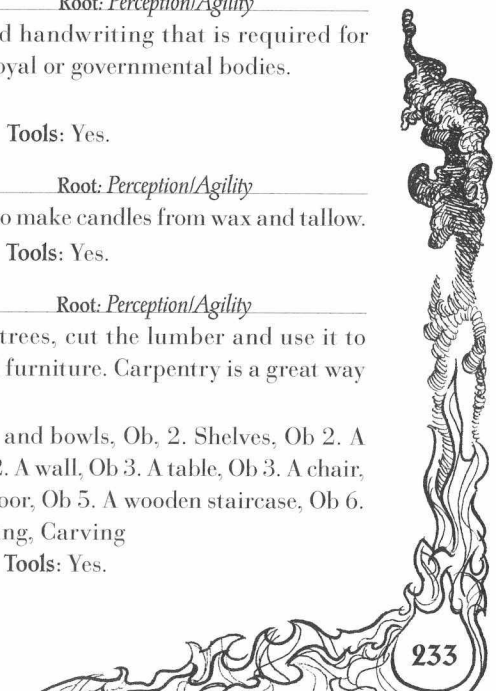 Root: Perception/Agility
d handwriting that is required for
oyal or governmental bodies.
Tools: Yes.
Root: Perception/Agility
o make candles from wax and tallow.
Tools: Yes.
Root: Perception/Agility
trees, cut the lumber and use it to
furniture. Carpentry is a great way
and bowls, Ob, 2. Shelves, Ob 2. A
2. A wall, Ob 3. A table, Ob 3. A chair,
oor, Ob 5. A wooden staircase, Ob 6.
ng, Carving
Tools: Yes.
233